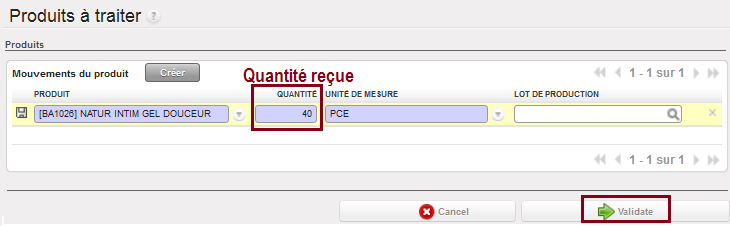 Produits à traiter ?
Produits
Mouvements du produit Créer Quantité reçue 1 - 1 sur 1
PRODUIT QUANTITÉ UNITÉ DE MESURE LOT DE PRODUCTION
[BA1026] NATUR INTIM GEL DOUCEUR 40 PCE
1 - 1 sur 1
Cancel Validate